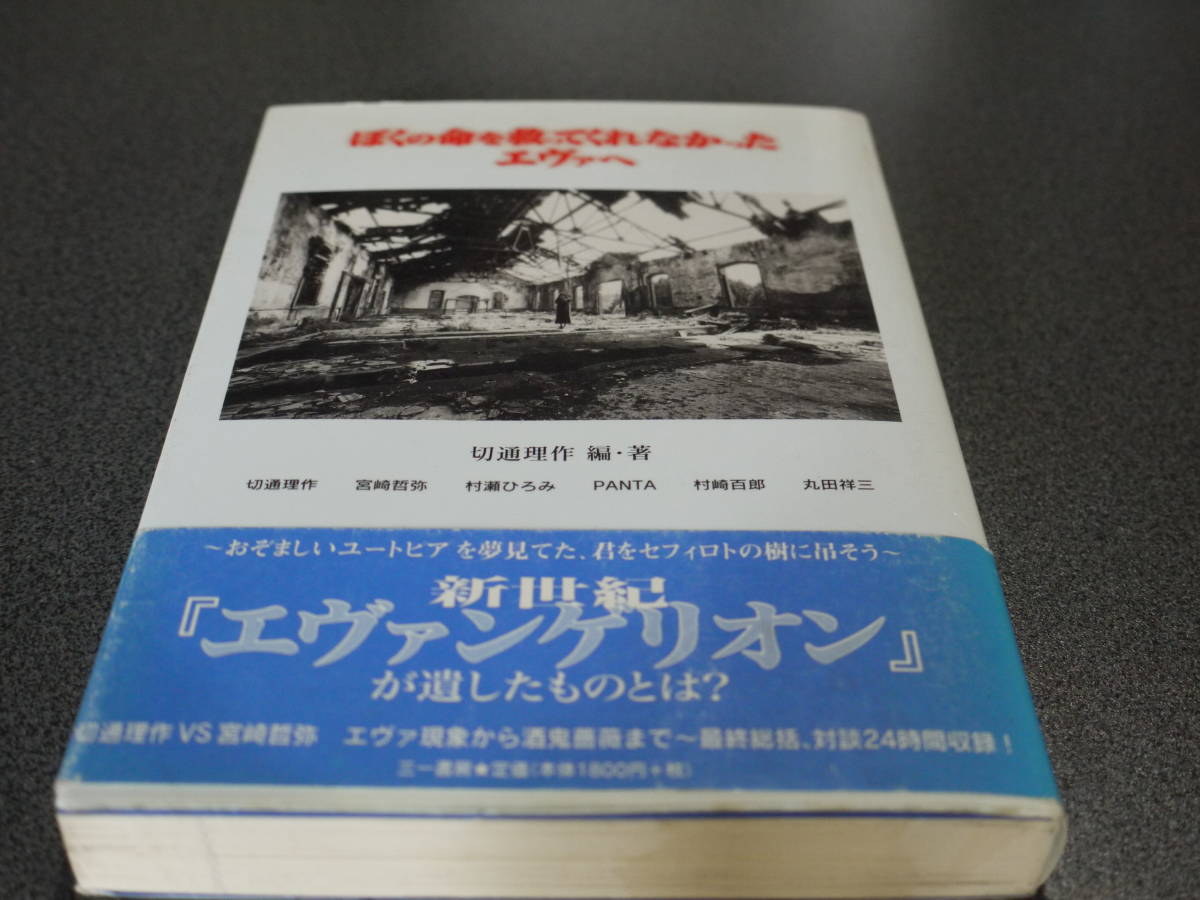 ぼくの命を救ってくれなかった
エヴァへ
切通理作 編・著
切通理作 宮崎哲弥 村瀬ひろみ PANTA 村崎百郎 丸田祥三
～おぞましいユートピアを夢見てた、君をセフィロトの樹に吊そう～
新世紀
『エヴァンゲリオン』
が遺したものとは?
切通理作VS宮崎哲弥 エヴァ現象から酒鬼薔薇まで～最終総括、対談24時間収録!
三一書房★定価(本体1800円+税)